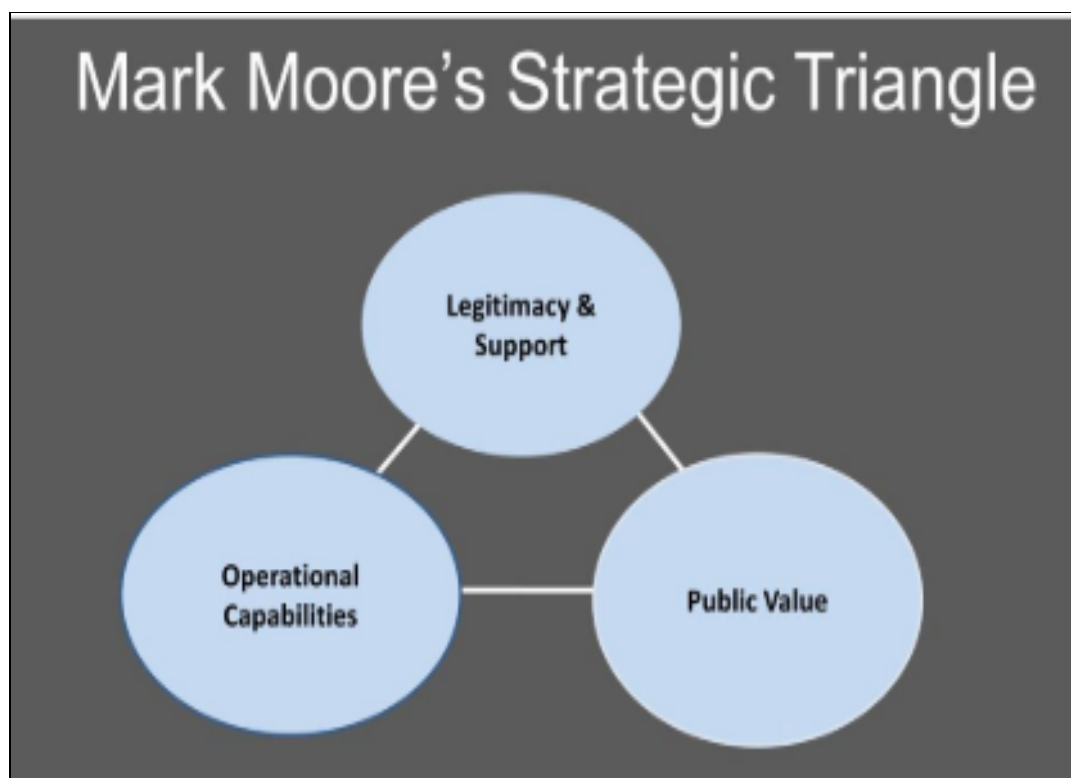 Mark Moore’s Strategic Triangle
Legitimacy &
Support
Operational
Capabilities
Public Value